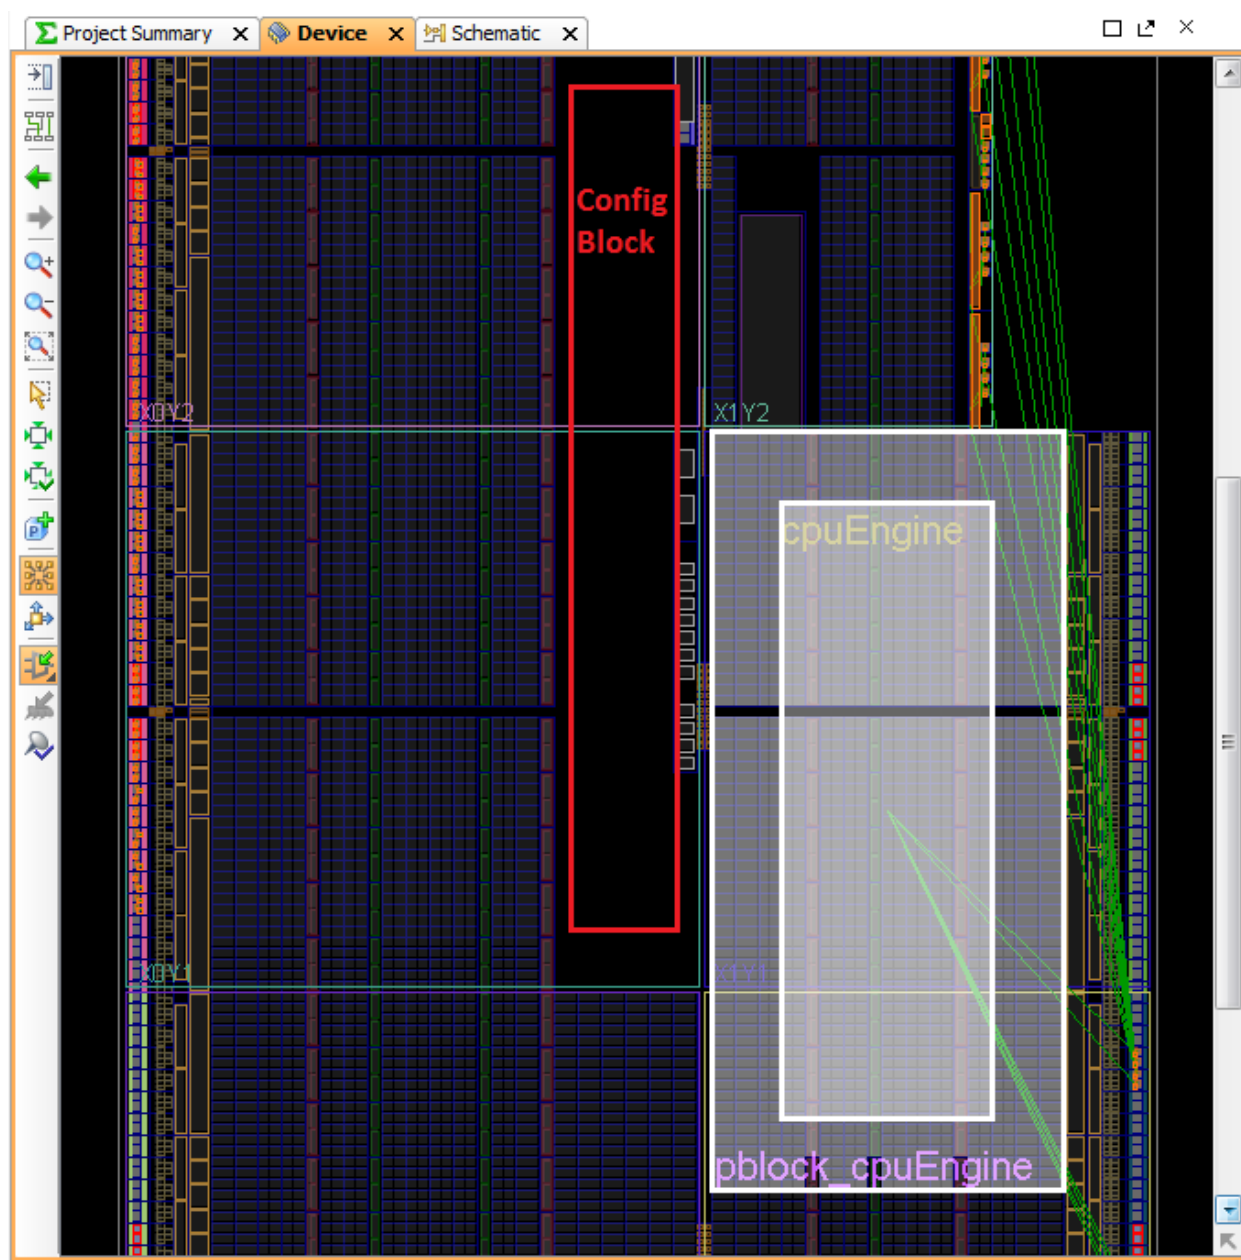 Project Summary
Device
Schematic
Config
Block
X0Y2
X1Y2
cpuEngine
X0Y1
X1Y1
pblock_cpuEngine